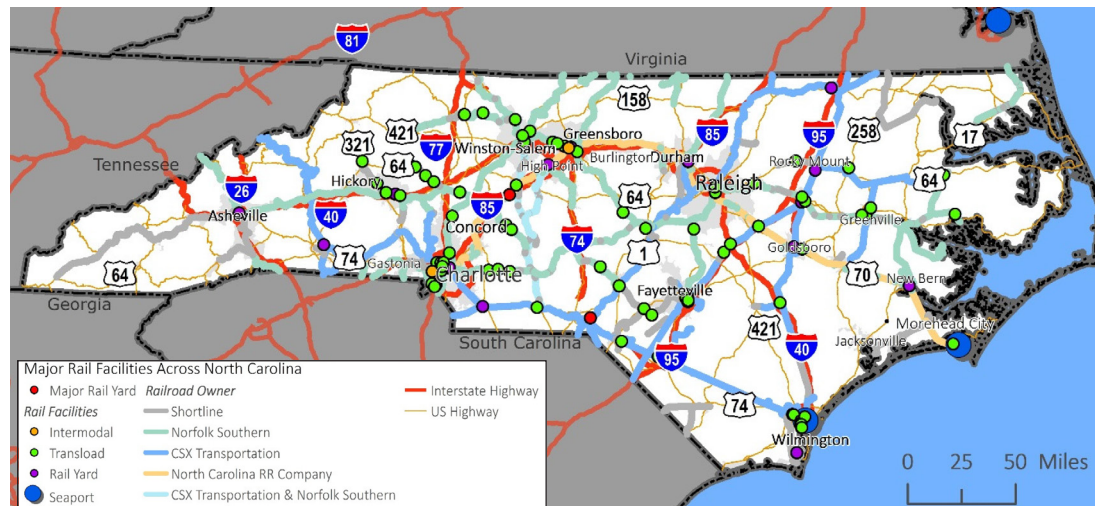 81
Virginia
158
421
321
77
Greensboro
85
95
258
17
Winston-Salem
Burlington
Durham
Tennessee
64
High Point
Rocky Mount
Hickory
26
64
Raleigh
64
40
85
Asheville
Concord
74
Greenville
74
1
Goldsboro
Gastonia
Charlotte
70
64
Fayetteville
New Bern
Georgia
421
Morehead City
South Carolina
Jacksonville
40
95
74
Wilmington
Major Rail Facilities Across North Carolina
Major Rail Yard
Railroad Owner
Interstate Highway
Rail Facilities
Shortline
US Highway
Intermodal
Norfolk Southern
Transload
CSX Transportation
Rail Yard
North Carolina RR Company
Seaport
CSX Transportation & Norfolk Southern
0 25 50 Miles